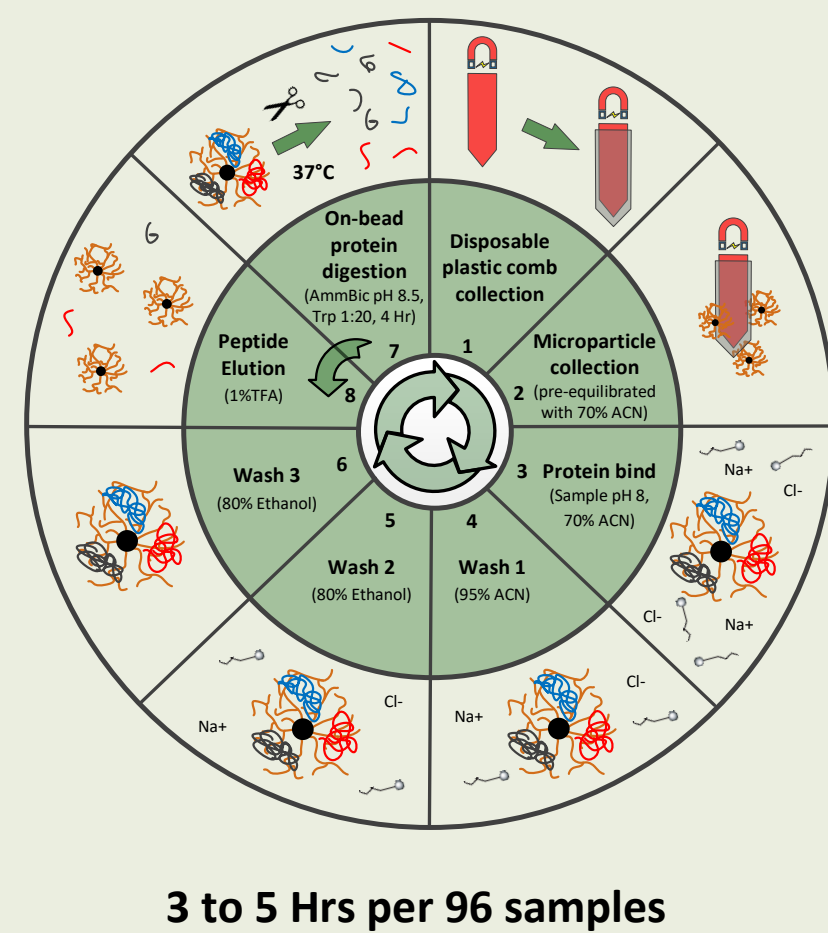 37°C
On-bead
protein
digestion
(AmmBic pH 8.5,
Trp 1:20, 4 Hr)
7
Disposable
plastic comb
collection
1
Microparticle
collection
2 (pre-equilibrated
with 70% ACN)
3 Protein bind
(Sample pH 8,
70% ACN)
Na+
Cl-
Cl-
Na+
4
Wash 1
(95% ACN)
Na+
Cl-
5
Wash 2
(80% Ethanol)
Na+
Cl-
6
Wash 3
(80% Ethanol)
Peptide
Elution
(1%TFA)
8
3 to 5 Hrs per 96 samples